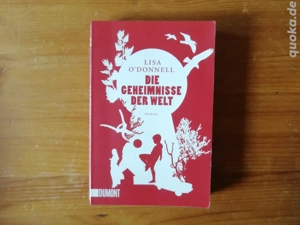 LISA
O'DONNELL
DIE
GEHEIMNISSE
DER WELT
ROMAN
DUMONT
quoka.de